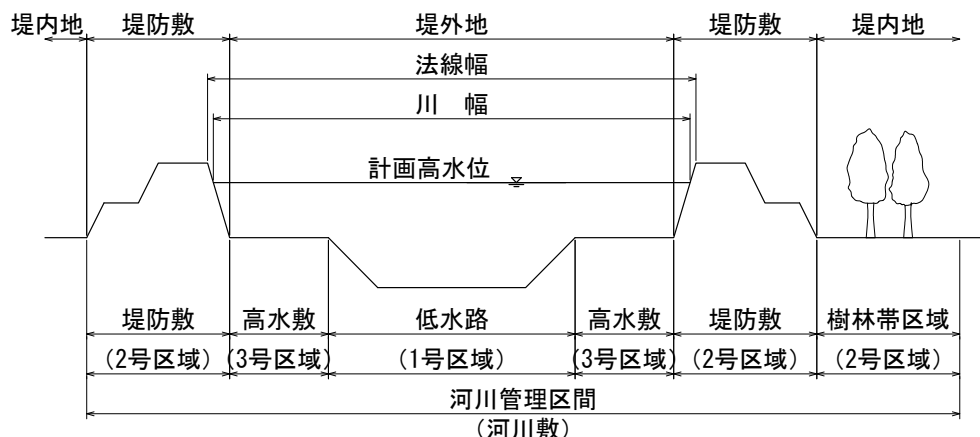 堤内地 堤防敷 堤外地 堤防敷 堤内地
法線幅
川 幅
計画高水位
堤防敷 高水敷 低水路 高水敷 堤防敷 樹林帯区域
(2号区域) (3号区域) (1号区域) (3号区域) (2号区域) (2号区域)
河川管理区間
(河川敷)